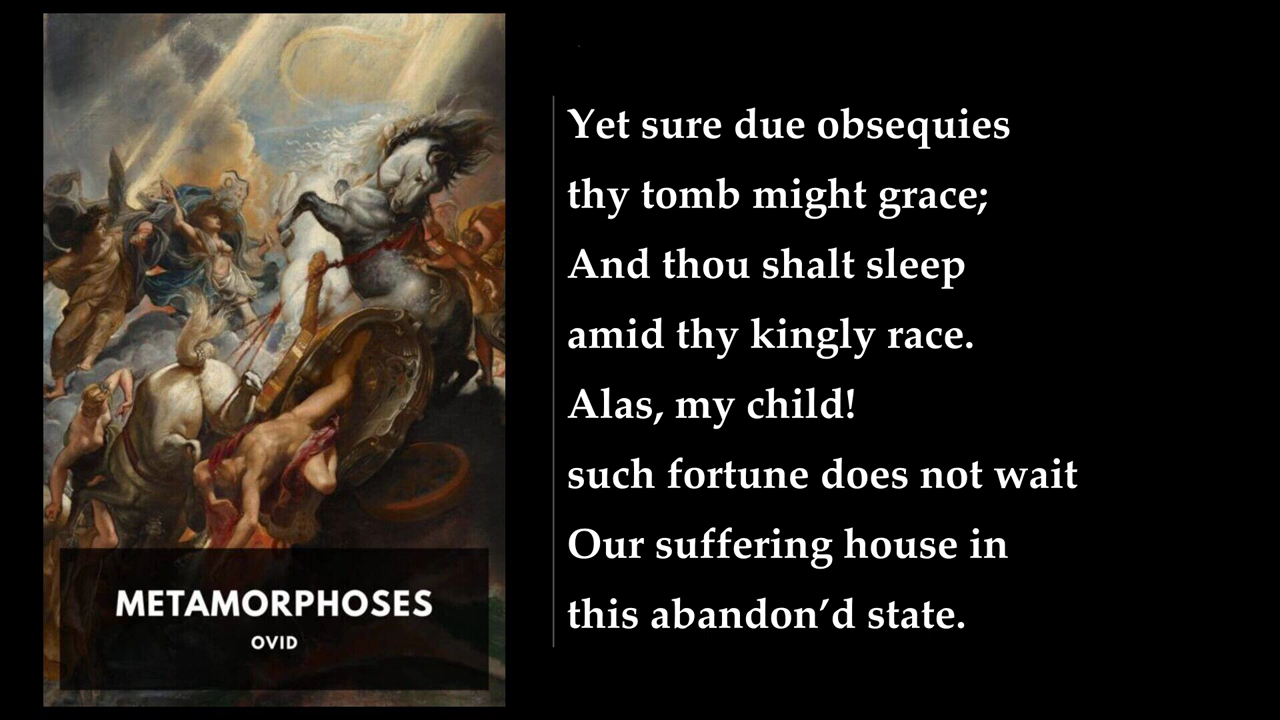 METAMORPHOSES
OVID
Yet sure due obsequies
thy tomb might grace;
And thou shalt sleep
amid thy kingly race.
Alas, my child!
such fortune does not wait
Our suffering house in
this abandon’d state.